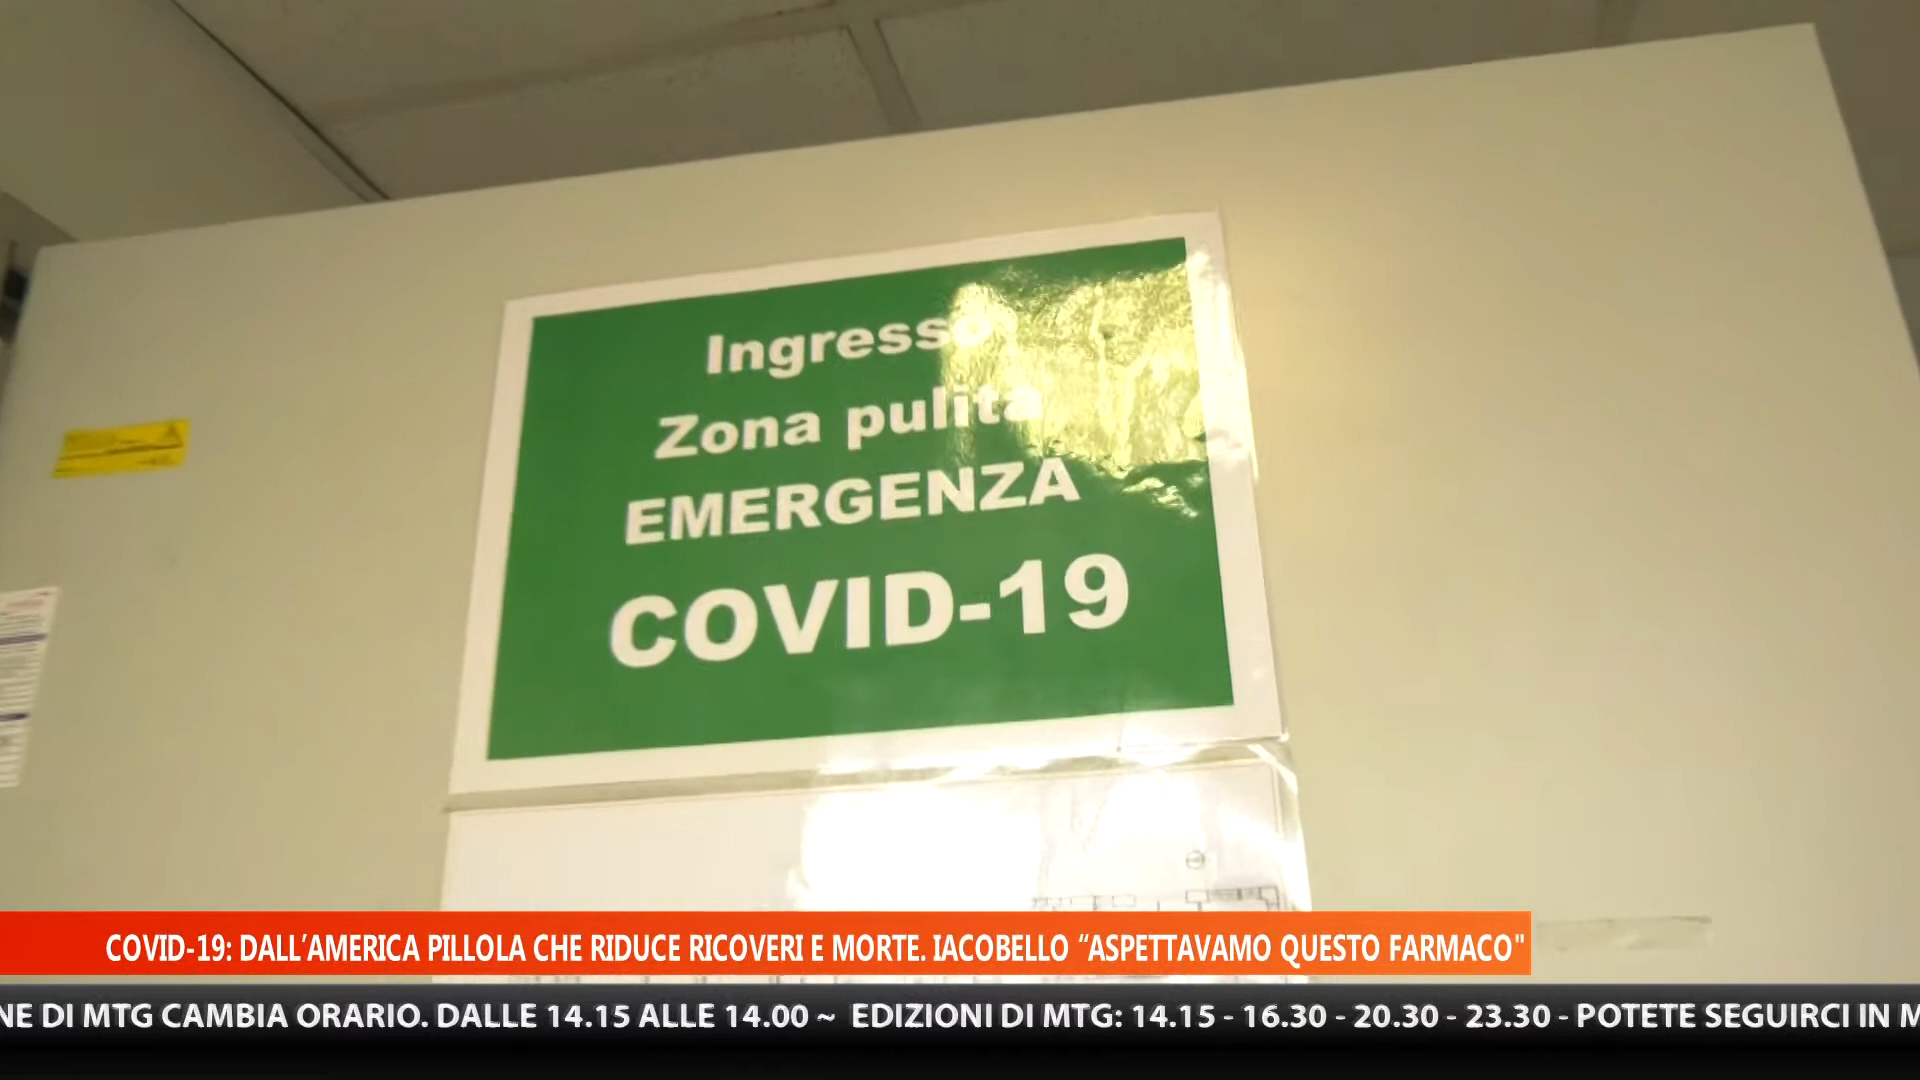 Ingresso
Zona pulita
EMERGENZA
COVID-19
COVID-19: DALL'AMERICA PILLOLA CHE RIDUCE RICOVERI E MORTE. IACOBELLO “ASPETTAVAMO QUESTO FARMACO"
NE DI MTG CAMBIA ORARIO. DALLE 14.15 ALLE 14.00 ~ EDIZIONI DI MTG: 14.15 - 16.30 - 20.30 - 23.30 - POTETE SEGUIRCI IN M